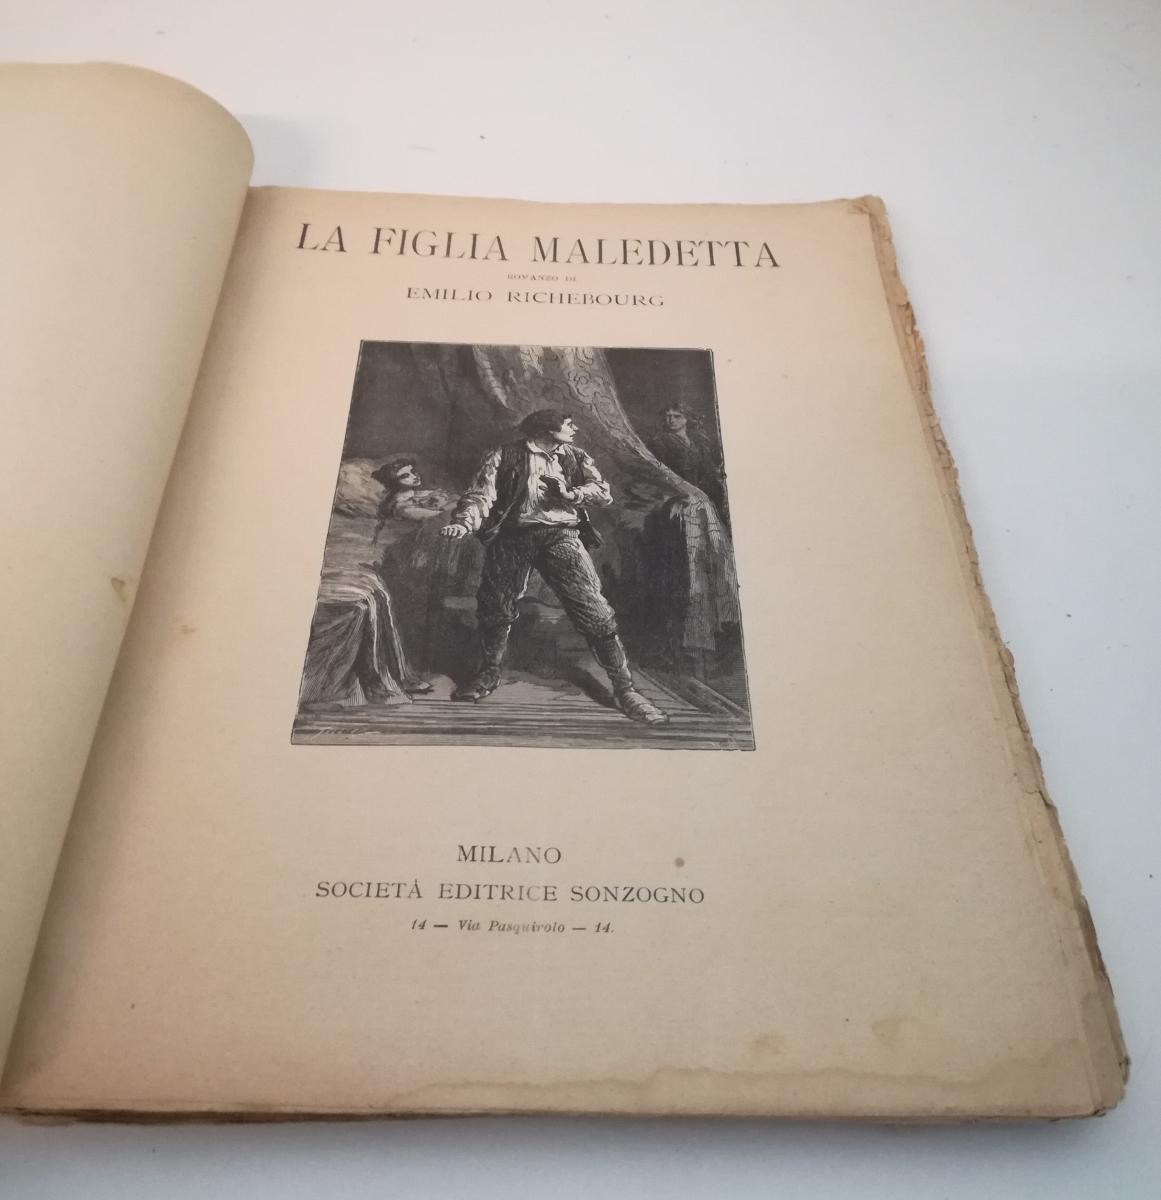 LA FIGLIA MALEDETTA
ROMANZO DI
EMILIO RICHEBOURG
MILANO
SOCIETÀ EDITRICE SONZOGNO
14 — Via Pasquirolo — 14.